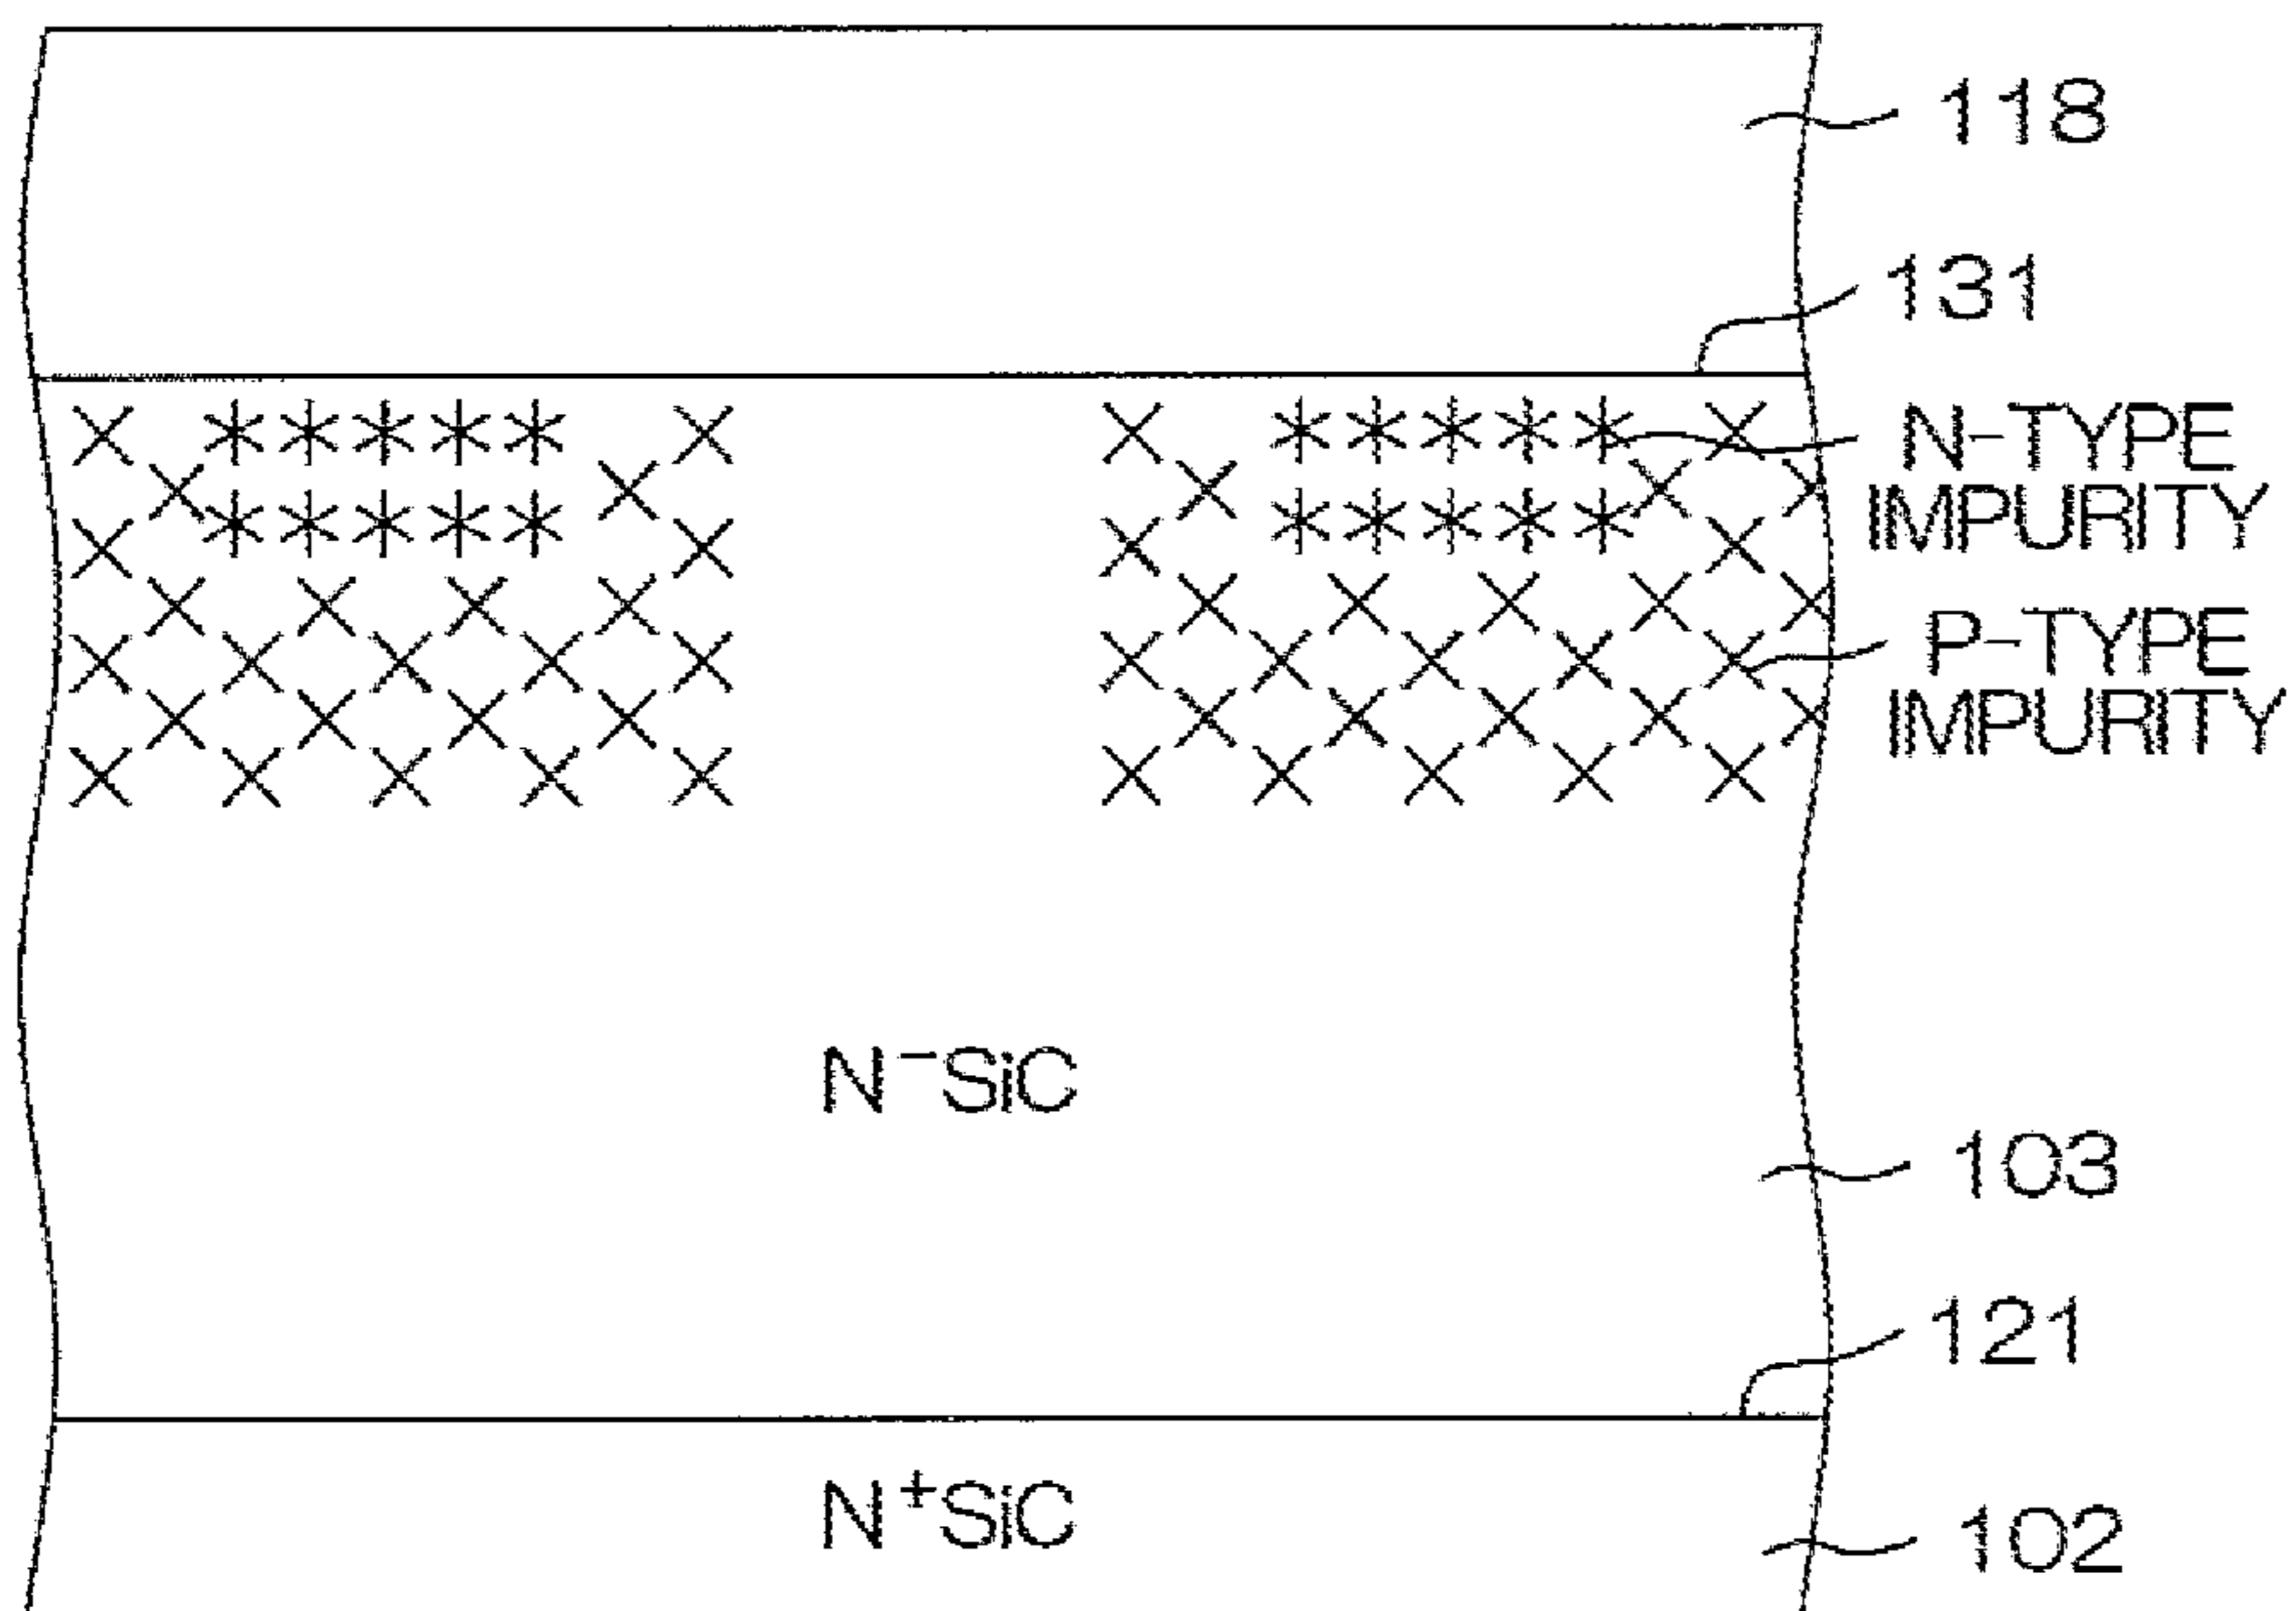 118
131
N-TYPE
IMPURITY
P-TYPE
IMPURITY
N⁻SiC
103
121
N⁺SiC
102